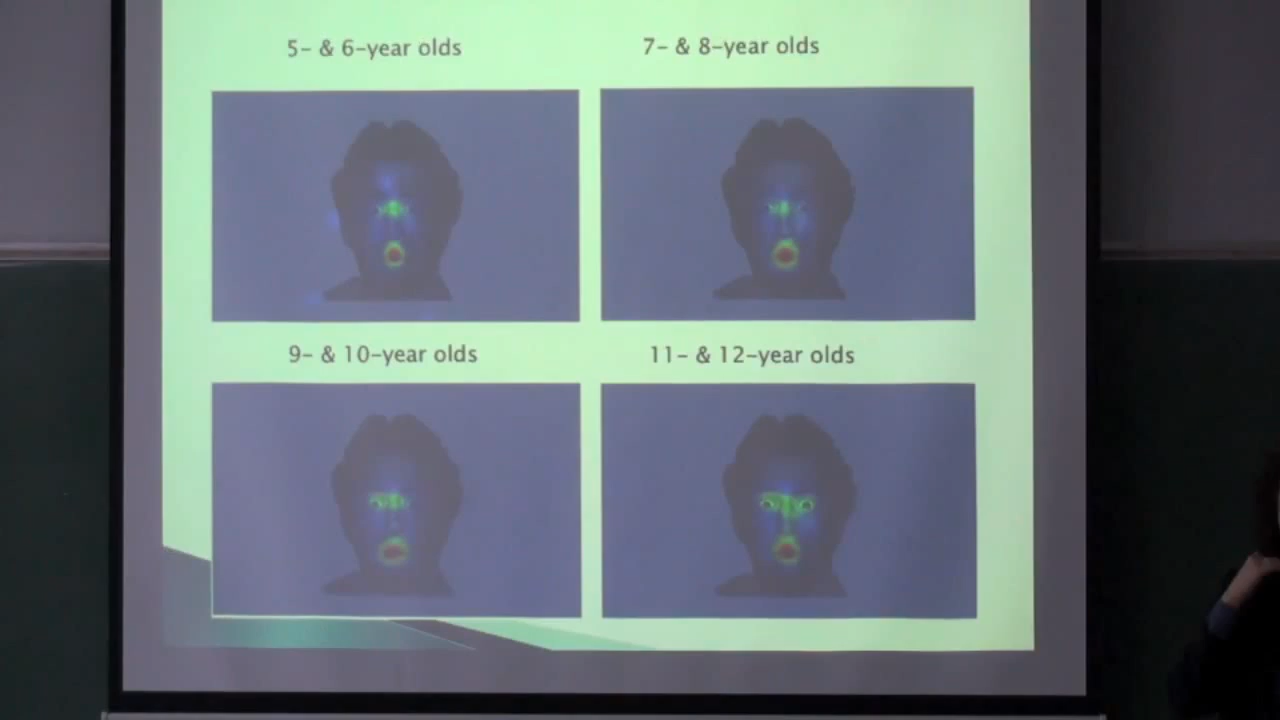 5- & 6-year olds
7- & 8-year olds
9- & 10-year olds
11- & 12-year olds